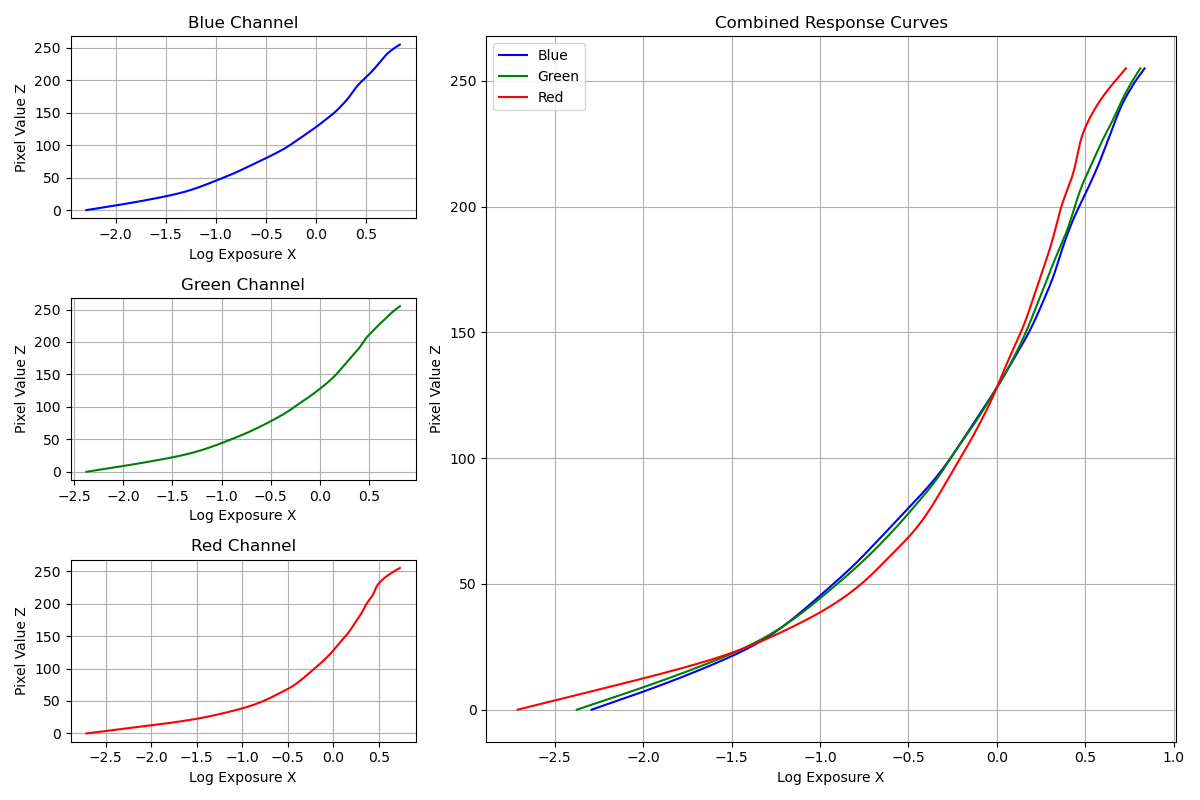 Blue Channel
250
200
150
100
50
0
Pixel Value Z
−2.0 −1.5 −1.0 −0.5 0.0 0.5
Log Exposure X
Green Channel
250
200
150
100
50
0
Pixel Value Z
−2.5 −2.0 −1.5 −1.0 −0.5 0.0 0.5
Log Exposure X
Red Channel
250
200
150
100
50
0
Pixel Value Z
−2.5 −2.0 −1.5 −1.0 −0.5 0.0 0.5
Log Exposure X
Combined Response Curves
Blue
Green
Red
250
200
150
100
50
0
Pixel Value Z
−2.5 −2.0 −1.5 −1.0 −0.5 0.0 0.5 1.0
Log Exposure X